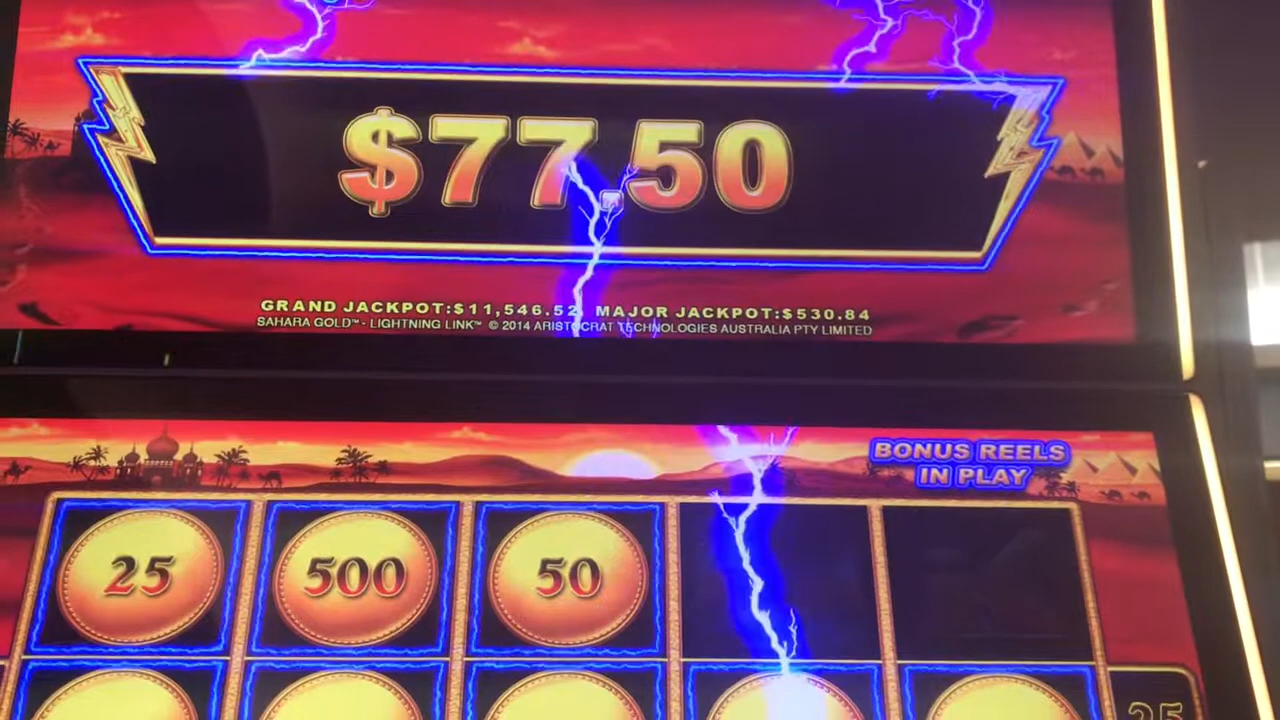 $77.50
GRAND JACKPOT:$11,546.52 MAJOR JACKPOT:$530.84
SAHARA GOLD™ - LIGHTNING LINK™ © 2014 ARISTOCRAT TECHNOLOGIES AUSTRALIA PTY LIMITED
BONUS REELS
IN PLAY
25 500 50
25